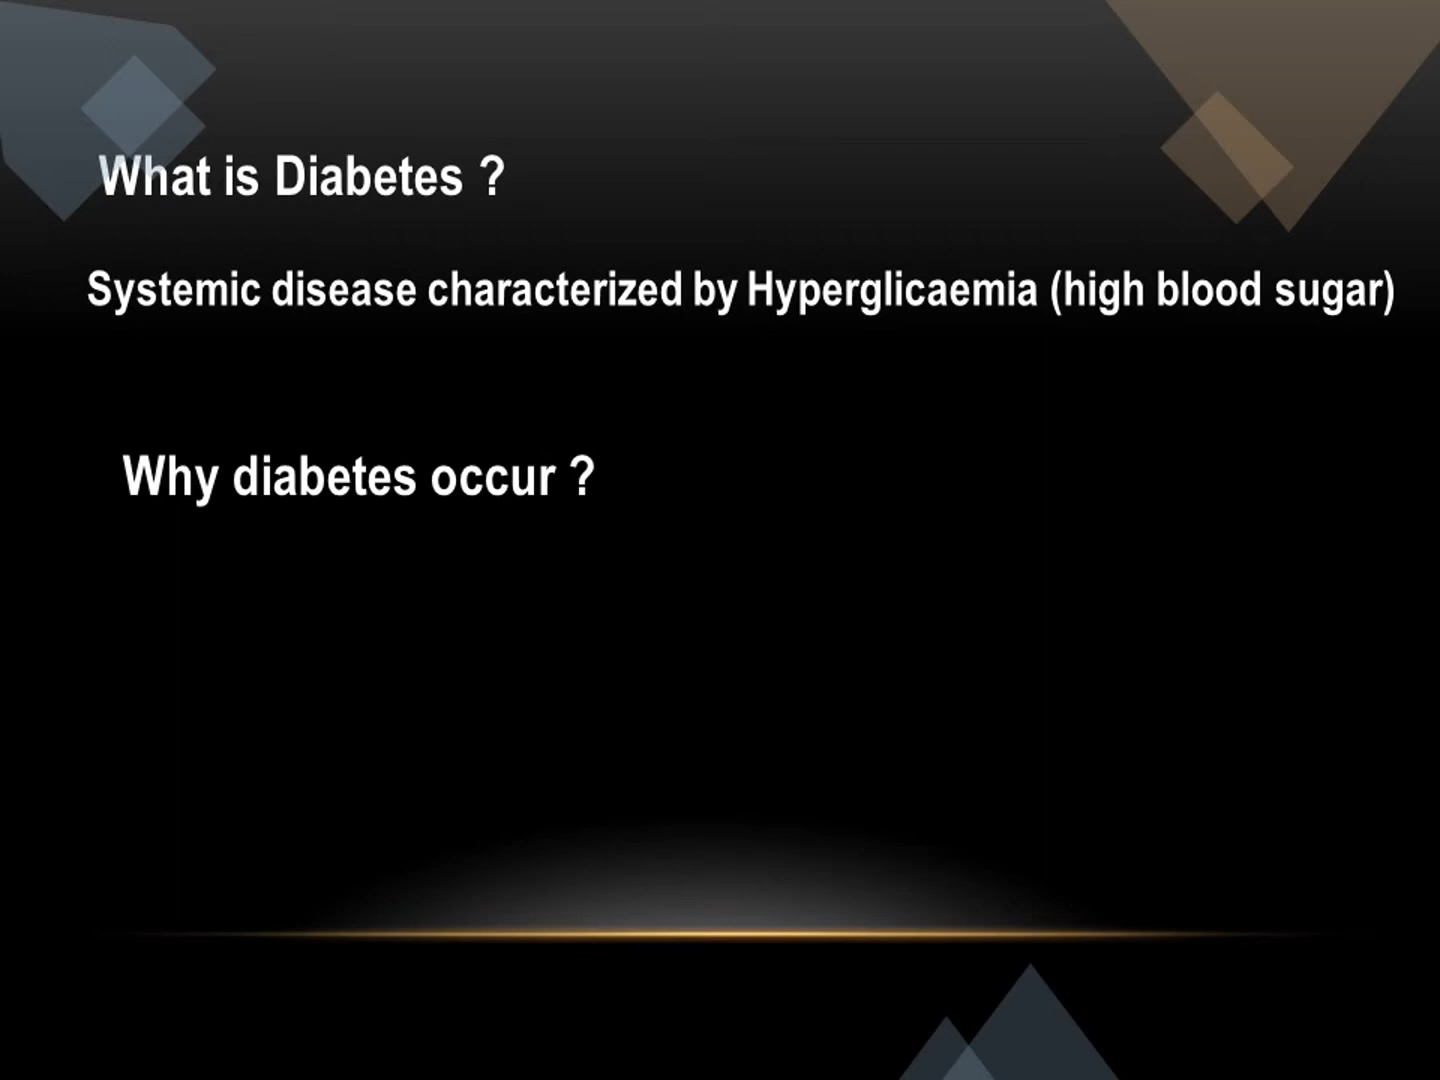 What is Diabetes ?
Systemic disease characterized by Hyperglicaemia (high blood sugar)
Why diabetes occur ?